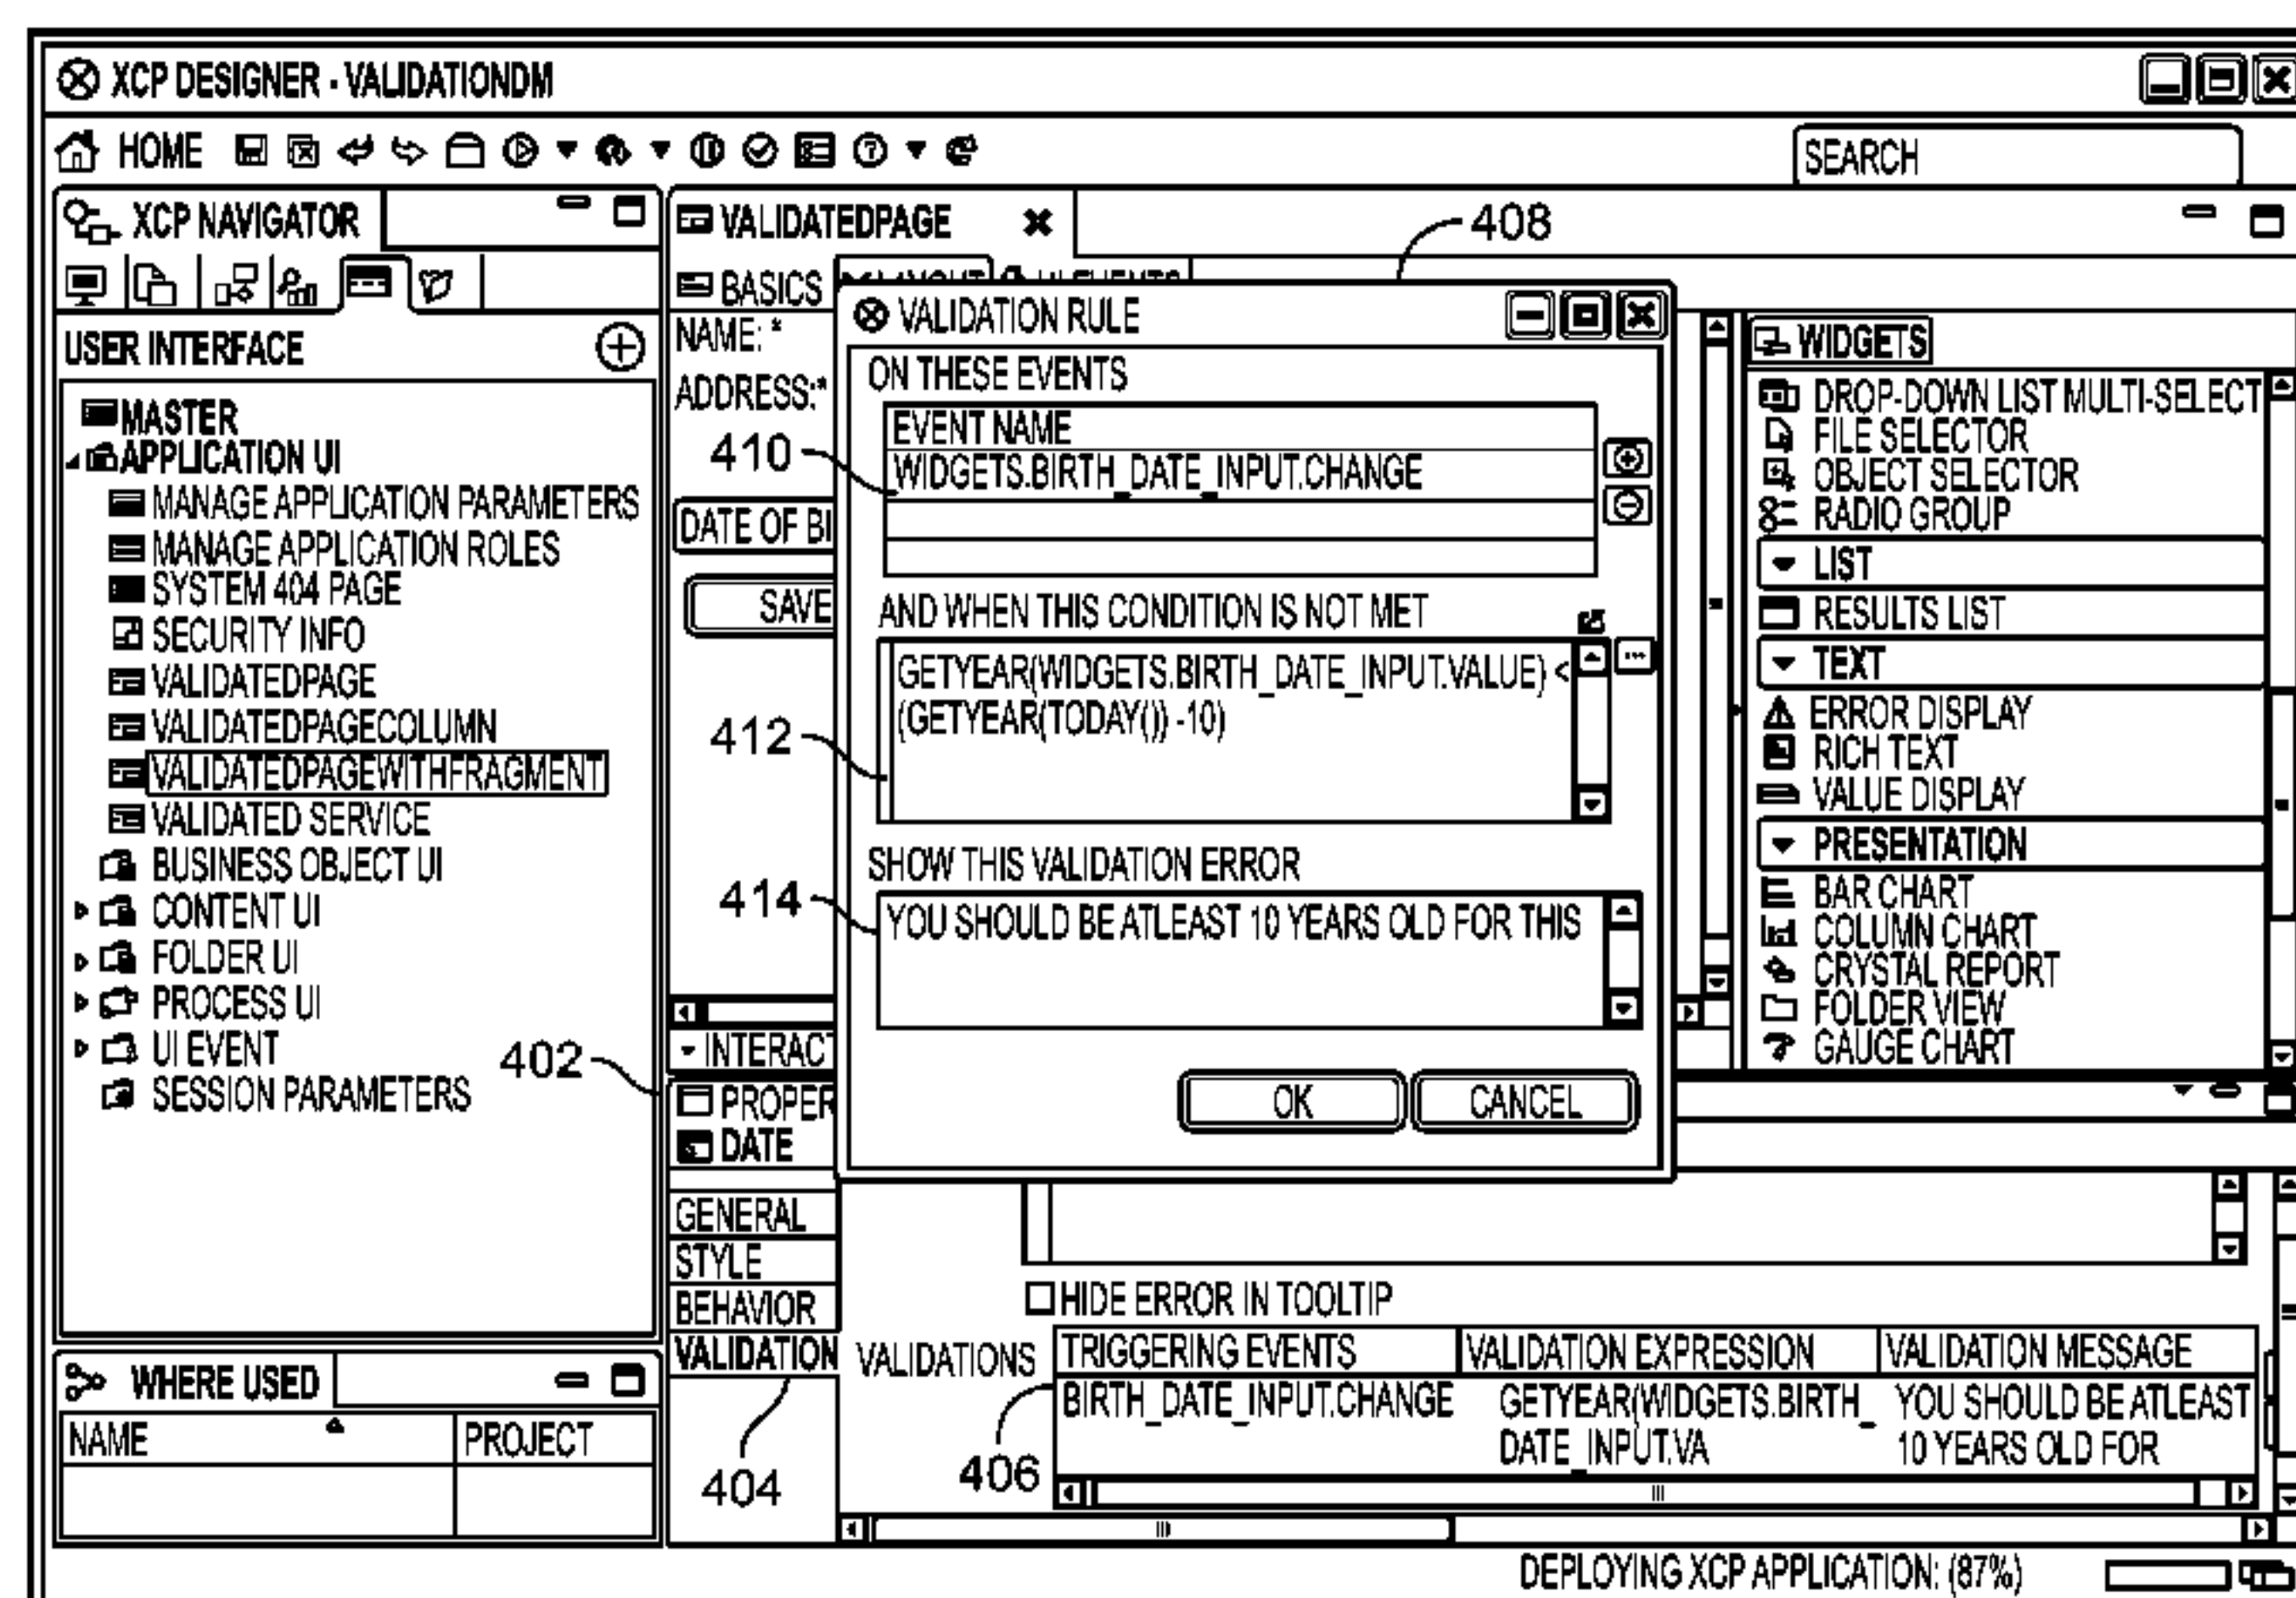 XCP DESIGNER - VALIDATIONDM
HOME
SEARCH
XCP NAVIGATOR
USER INTERFACE
MASTER
APPLICATION UI
MANAGE APPLICATION PARAMETERS
MANAGE APPLICATION ROLES
SYSTEM 404 PAGE
SECURITY INFO
VALIDATEDPAGE
VALIDATEDPAGECOLUMN
VALIDATEDPAGEWITHFRAGMENT
VALIDATED SERVICE
BUSINESS OBJECT UI
CONTENT UI
FOLDER UI
PROCESS UI
UI EVENT
SESSION PARAMETERS
402
WHERE USED
NAME
PROJECT
VALIDATEDPAGE
408
BASICS
LAYOUT
UI EVENTS
NAME: *
ADDRESS:*
410
DATE OF BI
SAVE
412
414
VALIDATION RULE
ON THESE EVENTS
EVENT NAME
WIDGETS.BIRTH_DATE_INPUT.CHANGE
AND WHEN THIS CONDITION IS NOT MET
GETYEAR(WIDGETS.BIRTH_DATE_INPUT.VALUE) <
(GETYEAR(TODAY()) -10)
SHOW THIS VALIDATION ERROR
YOU SHOULD BE ATLEAST 10 YEARS OLD FOR THIS
OK
CANCEL
WIDGETS
DROP-DOWN LIST MULTI-SELECT
FILE SELECTOR
OBJECT SELECTOR
RADIO GROUP
LIST
RESULTS LIST
TEXT
ERROR DISPLAY
RICH TEXT
VALUE DISPLAY
PRESENTATION
BAR CHART
COLUMN CHART
CRYSTAL REPORT
FOLDER VIEW
GAUGE CHART
INTERACT
PROPER
DATE
GENERAL
STYLE
BEHAVIOR
VALIDATION
404
HIDE ERROR IN TOOLTIP
VALIDATIONS
406
TRIGGERING EVENTS
VALIDATION EXPRESSION
VALIDATION MESSAGE
BIRTH_DATE_INPUT.CHANGE
GETYEAR(WIDGETS.BIRTH_
DATE_INPUT.VA
YOU SHOULD BE ATLEAST
10 YEARS OLD FOR
DEPLOYING XCP APPLICATION: (87%)